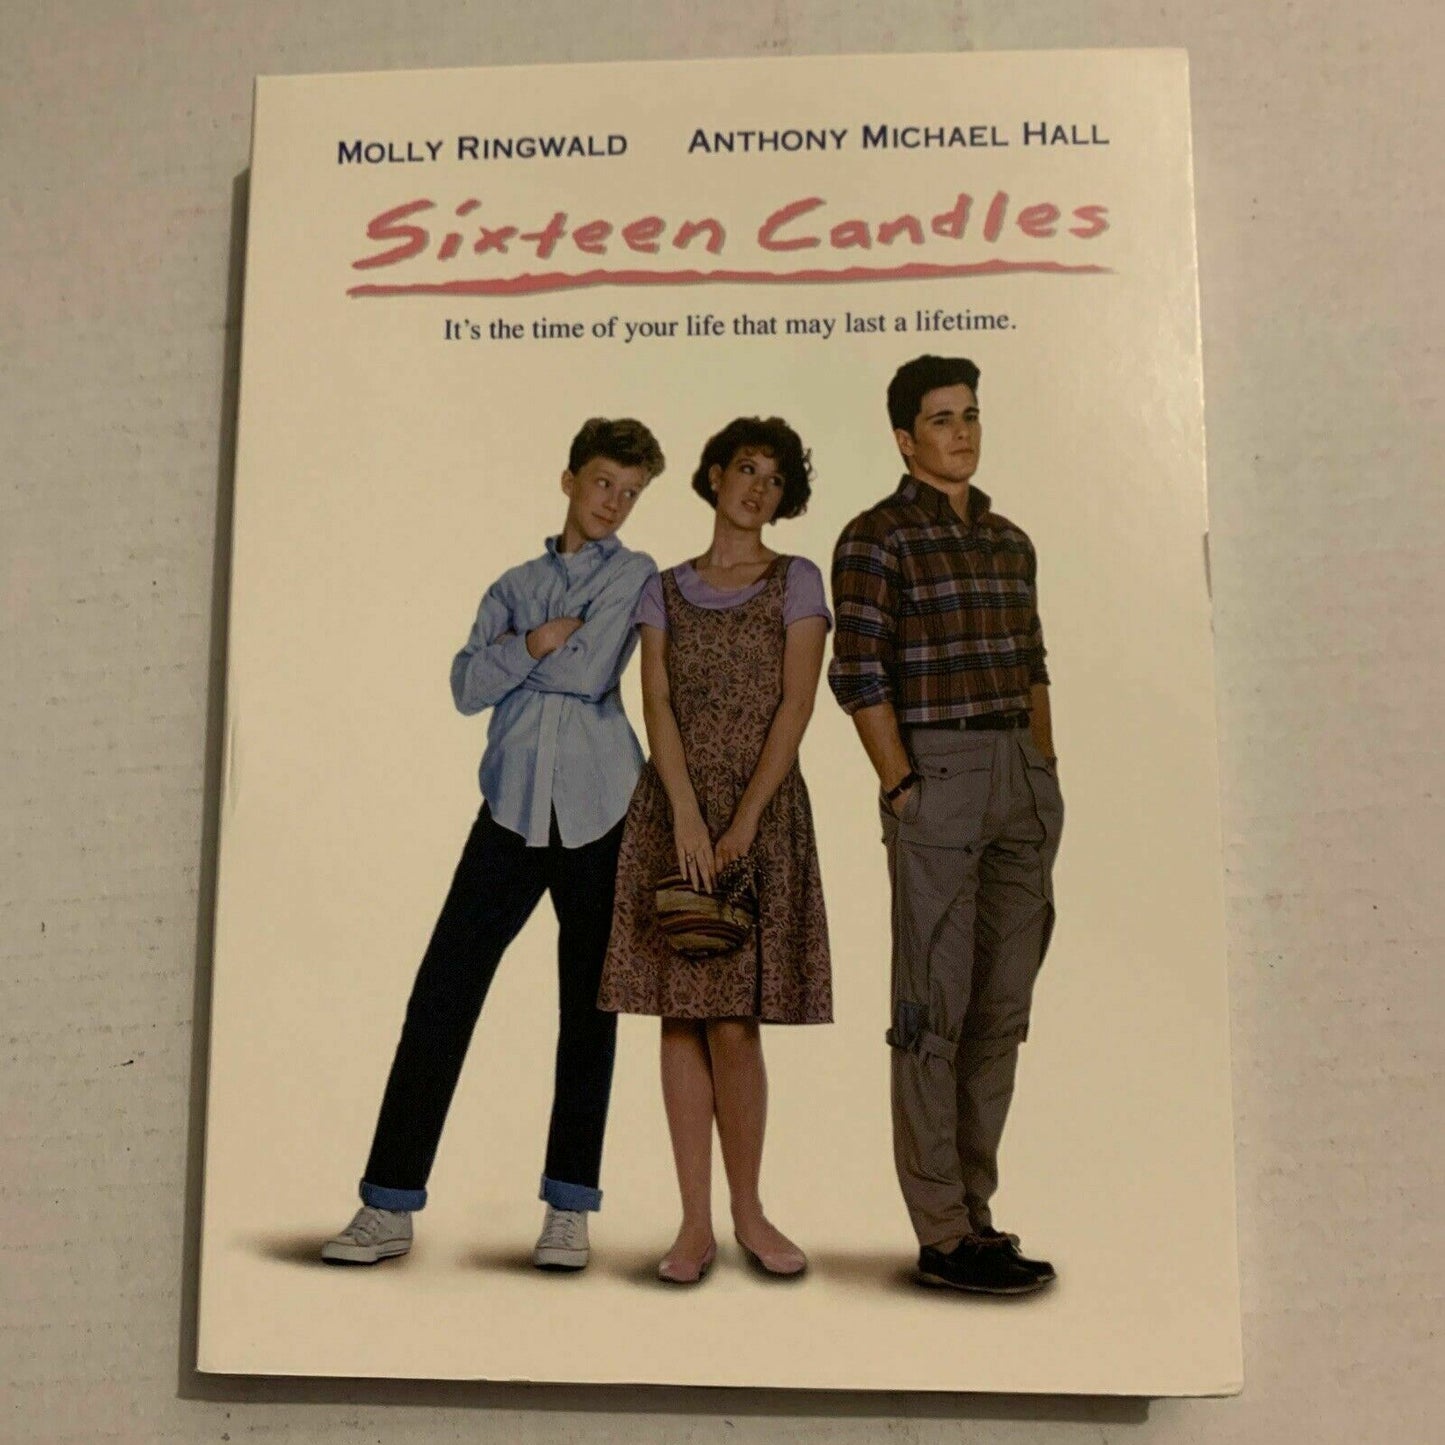 MOLLY RINGWALD ANTHONY MICHAEL HALL
Sixteen Candles
It's the time of your life that may last a lifetime.